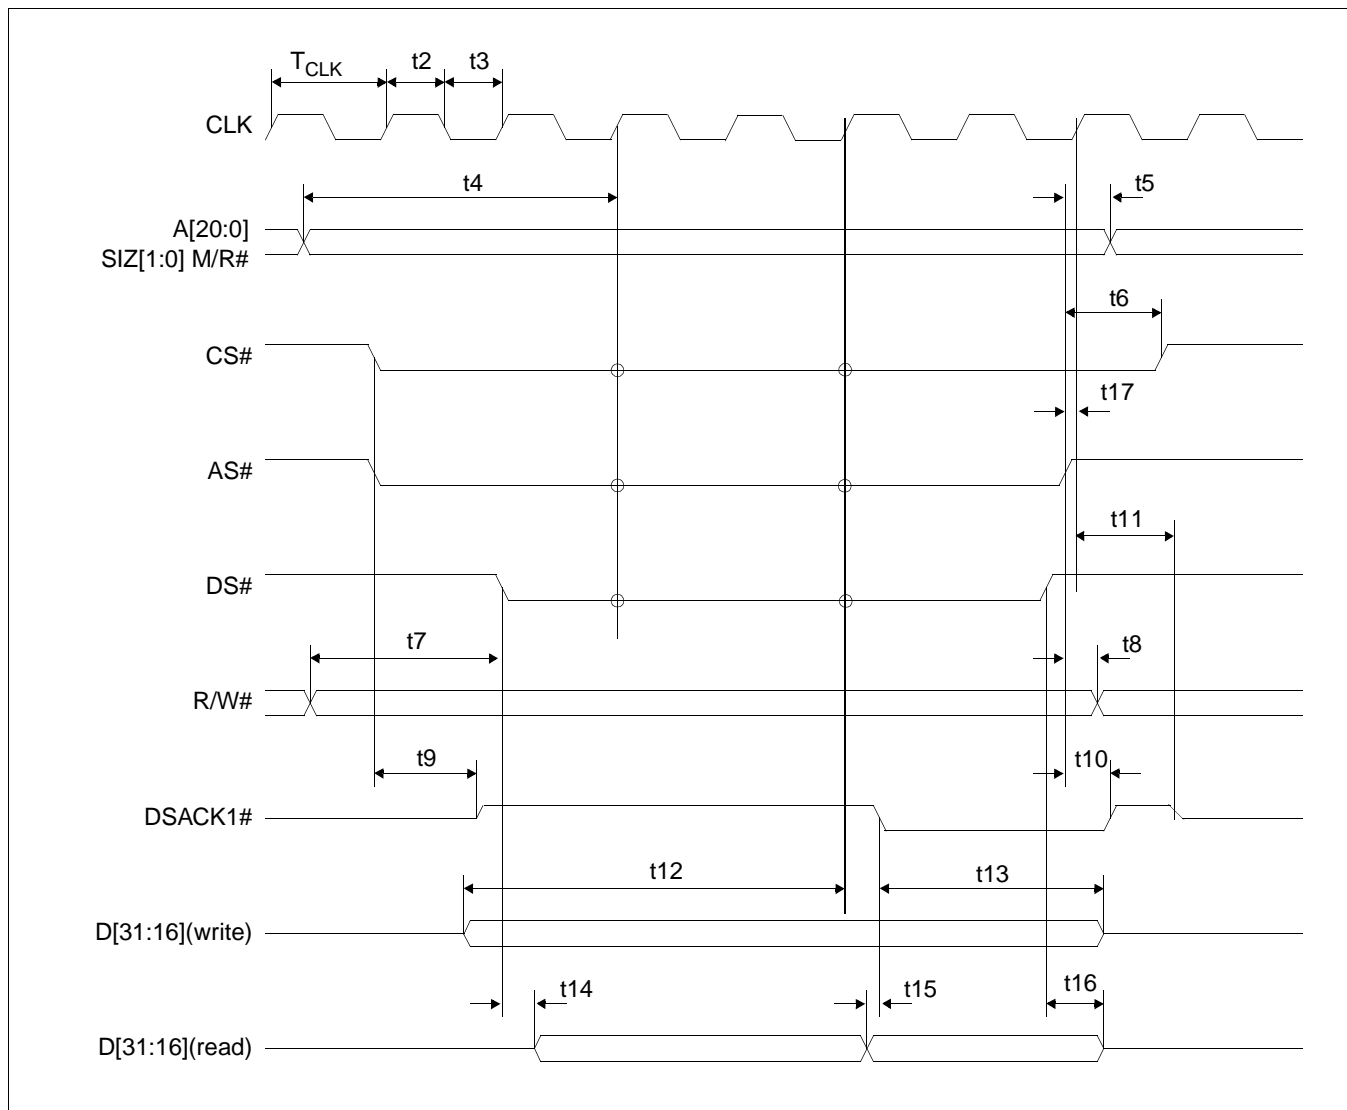 TCLK t2 t3
CLK
t4 t5
A[20:0]
SIZ[1:0] M/R#
t6
CS#
t17
AS#
t11
DS#
t7 t8
R/W#
t9 t10
DSACK1#
t12 t13
D[31:16](write)
t14 t15 t16
D[31:16](read)